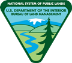 NATIONAL SYSTEM OF PUBLIC LANDS
U.S. DEPARTMENT OF THE INTERIOR
BUREAU OF LAND MANAGEMENT